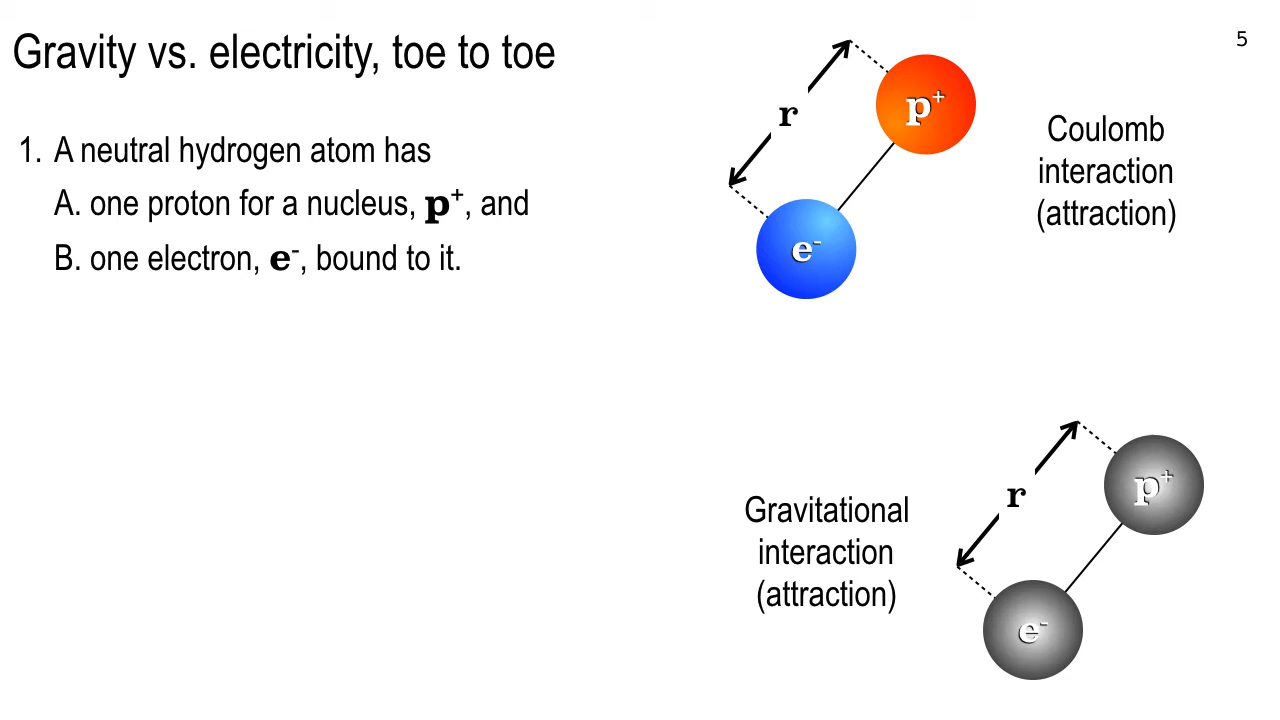 Gravity vs. electricity, toe to toe
5
1. A neutral hydrogen atom has
A. one proton for a nucleus, p⁺, and
B. one electron, e⁻, bound to it.
r
p⁺
e⁻
Coulomb
interaction
(attraction)
Gravitational
interaction
(attraction)
r
p⁺
e⁻